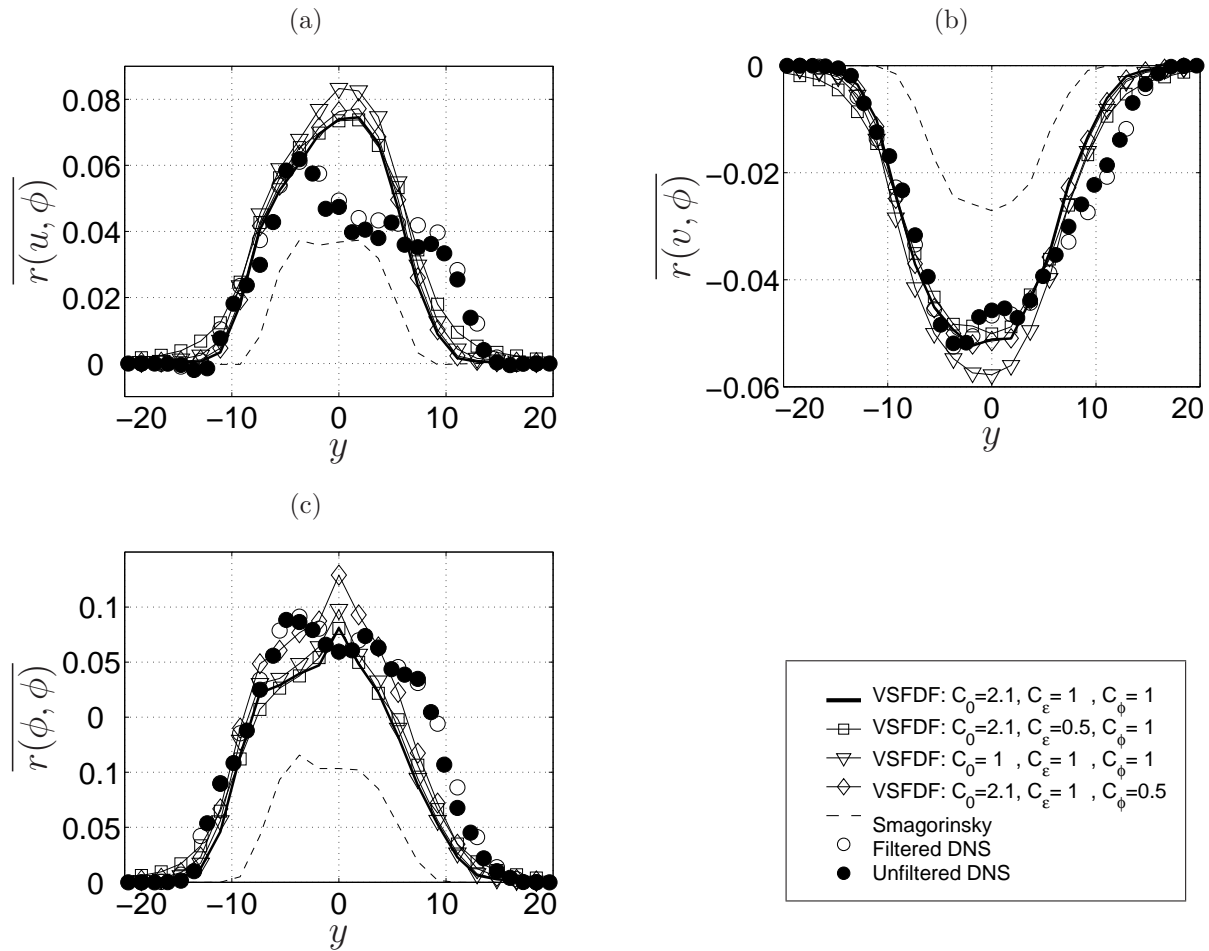 (a)
0.08
0.06
0.04
0.02
0
r(u, ϕ)
−20 −10 0 10 20
y
(b)
0
−0.02
−0.04
−0.06
r(v, ϕ)
−20 −10 0 10 20
y
(c)
0.1
0.05
0
0.1
0.05
0
r(ϕ, ϕ)
−20 −10 0 10 20
y
VSFDF: C0=2.1, Cε= 1 , Cϕ= 1
VSFDF: C0=2.1, Cε=0.5, Cϕ= 1
VSFDF: C0= 1 , Cε= 1 , Cϕ= 1
VSFDF: C0=2.1, Cε= 1 , Cϕ=0.5
Smagorinsky
Filtered DNS
Unfiltered DNS